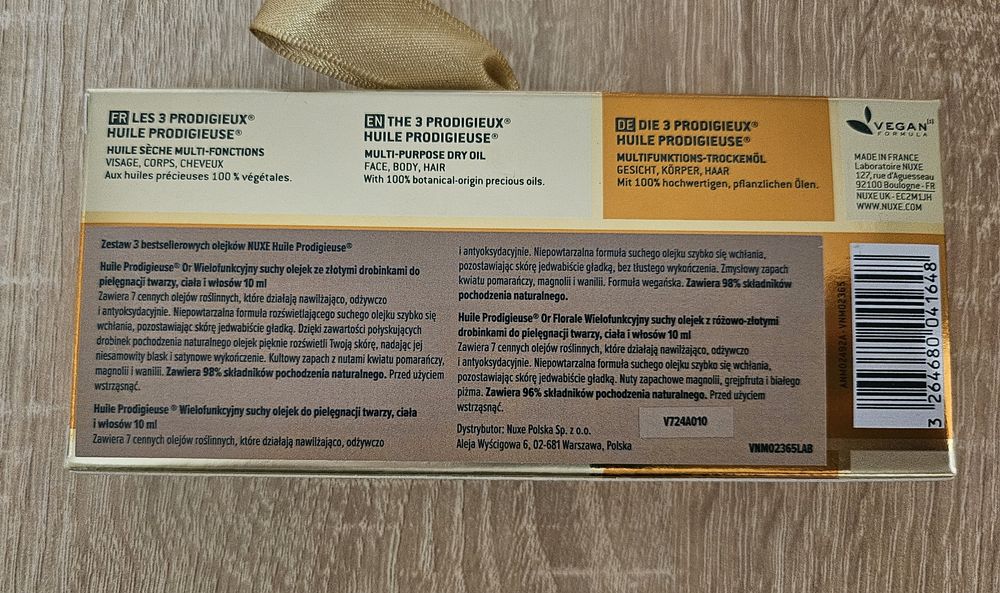 FR LES 3 PRODIGIEUX®
HUILE PRODIGIEUSE®
HUILE SÈCHE MULTI-FONCTIONS
VISAGE, CORPS, CHEVEUX
Aux huiles précieuses 100 % végétales.
EN THE 3 PRODIGIEUX®
HUILE PRODIGIEUSE®
MULTI-PURPOSE DRY OIL
FACE, BODY, HAIR
With 100% botanical-origin precious oils.
DE DIE 3 PRODIGIEUX®
HUILE PRODIGIEUSE®
MULTIFUNKTIONS-TROCKENÖL
GESICHT, KÖRPER, HAAR
Mit 100% hochwertigen, pflanzlichen Ölen.
VEGAN
FORMULA
MADE IN FRANCE
Laboratoire NUXE
127, rue d'Aguesseau
92100 Boulogne - FR
NUXE UK - EC2M1JH
WWW.NUXE.COM
Zestaw 3 bestsellerowych olejków NUXE Huile Prodigieuse®
Huile Prodigieuse® Or Wielofunkcyjny suchy olejek ze złotymi drobinkami do
pielęgnacji twarzy, ciała i włosów 10 ml
Zawiera 7 cennych olejów roślinnych, które działają nawilżająco, odżywczo
i antyoksydacyjnie. Niepowtarzalna formuła rozświetlającego suchego olejku szybko się
wchłania, pozostawiając skórę jedwabiście gładką. Dzięki zawartości połyskujących
drobinek pochodzenia naturalnego olejek pięknie rozświetli Twoją skórę, nadając jej
niesamowity blask i satynowe wykończenie. Kultowy zapach z nutami kwiatu pomarańczy,
magnolii i wanilii. Zawiera 98% składników pochodzenia naturalnego. Przed użyciem
wstrząsnąć.
Huile Prodigieuse ® Wielofunkcyjny suchy olejek do pielęgnacji twarzy, ciała
i włosów 10 ml
Zawiera 7 cennych olejów roślinnych, które działają nawilżająco, odżywczo
i antyoksydacyjnie. Niepowtarzalna formuła suchego olejku szybko się wchłania,
pozostawiając skórę jedwabiście gładką, bez tłustego wykończenia. Zmysłowy zapach
kwiatu pomarańczy, magnolii i wanilii. Formuła wegańska. Zawiera 98% składników
pochodzenia naturalnego.
Huile Prodigieuse® Or Florale Wielofunkcyjny suchy olejek z różowo-złotymi
drobinkami do pielęgnacji twarzy, ciała i włosów 10 ml
Zawiera 7 cennych olejów roślinnych, które działają nawilżająco, odżywczo
i antyoksydacyjnie. Niepowtarzalna formuła suchego olejku szybko się wchłania,
pozostawiając skórę jedwabiście gładką. Nuty zapachowe magnolii, grejpfruta i białego
piżma. Zawiera 96% składników pochodzenia naturalnego. Przed użyciem
wstrząsnąć.
Dystrybutor: Nuxe Polska Sp. z o.o.
Aleja Wyścigowa 6, 02-681 Warszawa, Polska
V724A010
VNM02365LAB
3 264680 041648